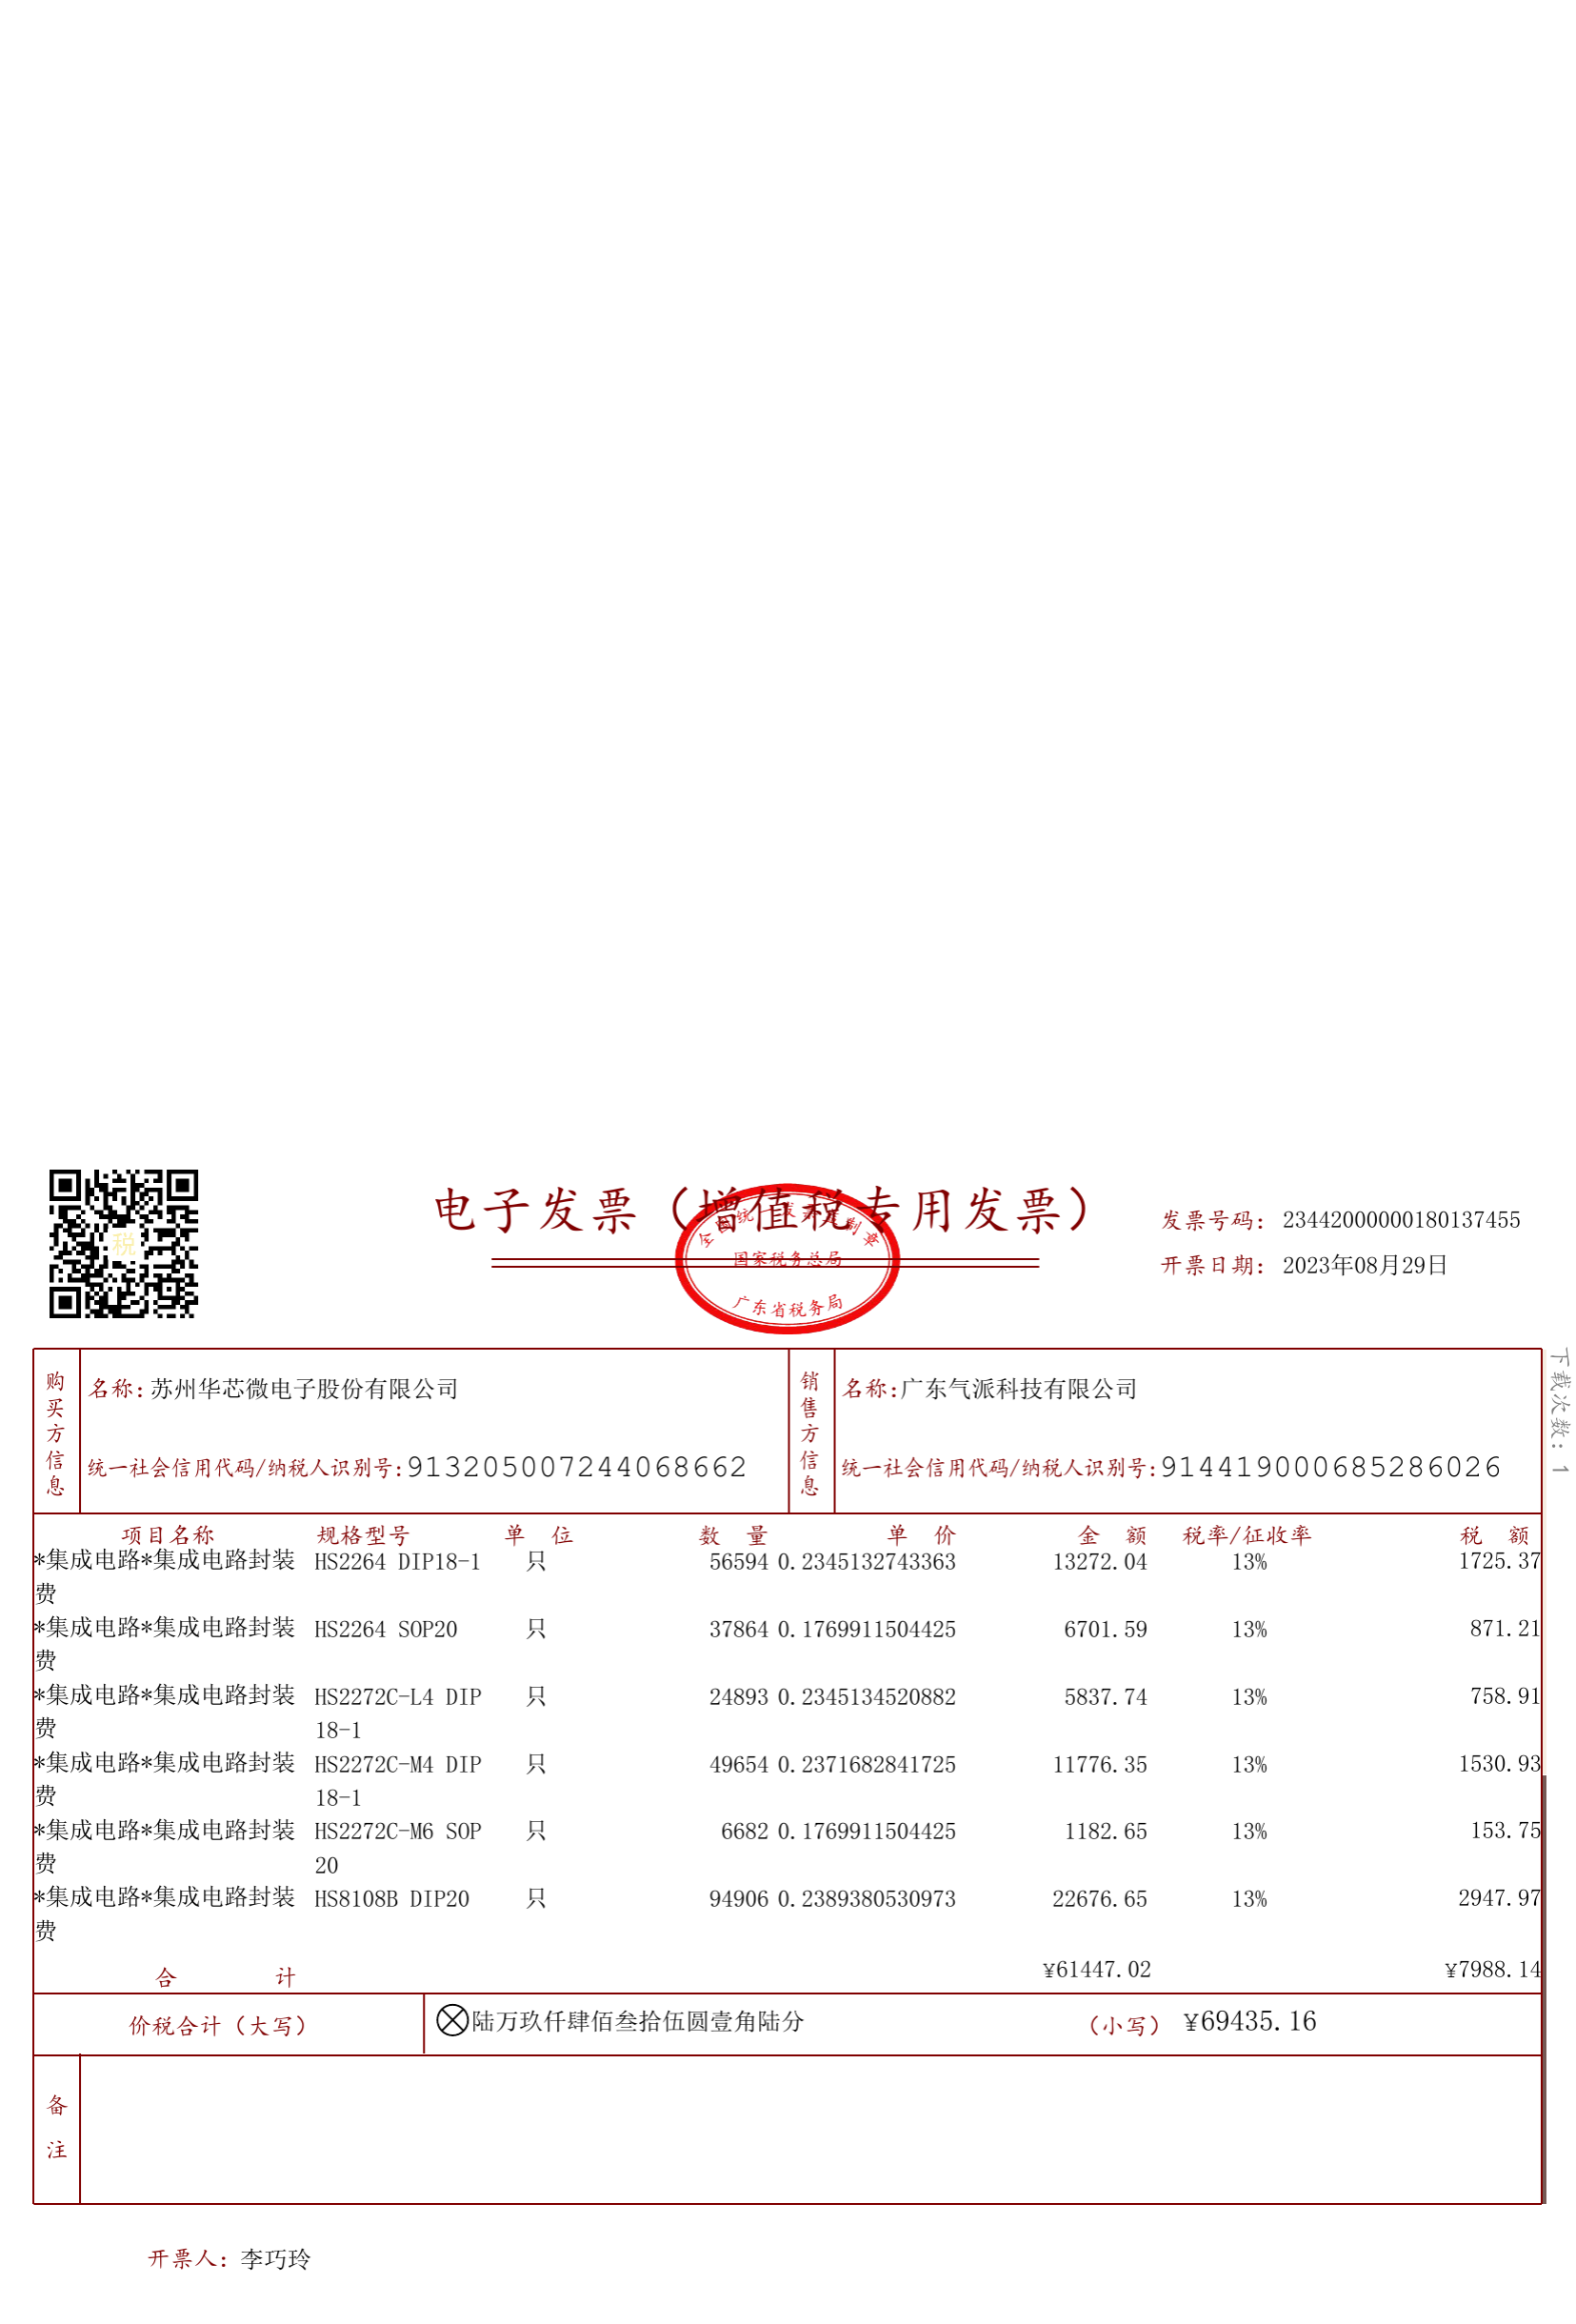 电子发票（增值税专用发票）
全国统一发票监制章
国家税务总局
广东省税务局
税
发票号码：23442000000180137455
开票日期：2023年08月29日
下载次数：1
购买方信息
名称：苏州华芯微电子股份有限公司
统一社会信用代码/纳税人识别号：913205007244068662
销售方信息
名称：广东气派科技有限公司
统一社会信用代码/纳税人识别号：914419000685286026
项目名称 规格型号 单 位 数 量 单 价 金 额 税率/征收率 税 额
*集成电路*集成电路封装 HS2264 DIP18-1 只 56594 0.2345132743363 13272.04 13% 1725.37
费
*集成电路*集成电路封装 HS2264 SOP20 只 37864 0.1769911504425 6701.59 13% 871.21
费
*集成电路*集成电路封装 HS2272C-L4 DIP 只 24893 0.2345134520882 5837.74 13% 758.91
费 18-1
*集成电路*集成电路封装 HS2272C-M4 DIP 只 49654 0.2371682841725 11776.35 13% 1530.93
费 18-1
*集成电路*集成电路封装 HS2272C-M6 SOP 只 6682 0.1769911504425 1182.65 13% 153.75
费 20
*集成电路*集成电路封装 HS8108B DIP20 只 94906 0.2389380530973 22676.65 13% 2947.97
费
合 计 ¥61447.02 ¥7988.14
价税合计（大写） ⊗陆万玖仟肆佰叁拾伍圆壹角陆分 （小写） ¥69435.16
备注
开票人：李巧玲